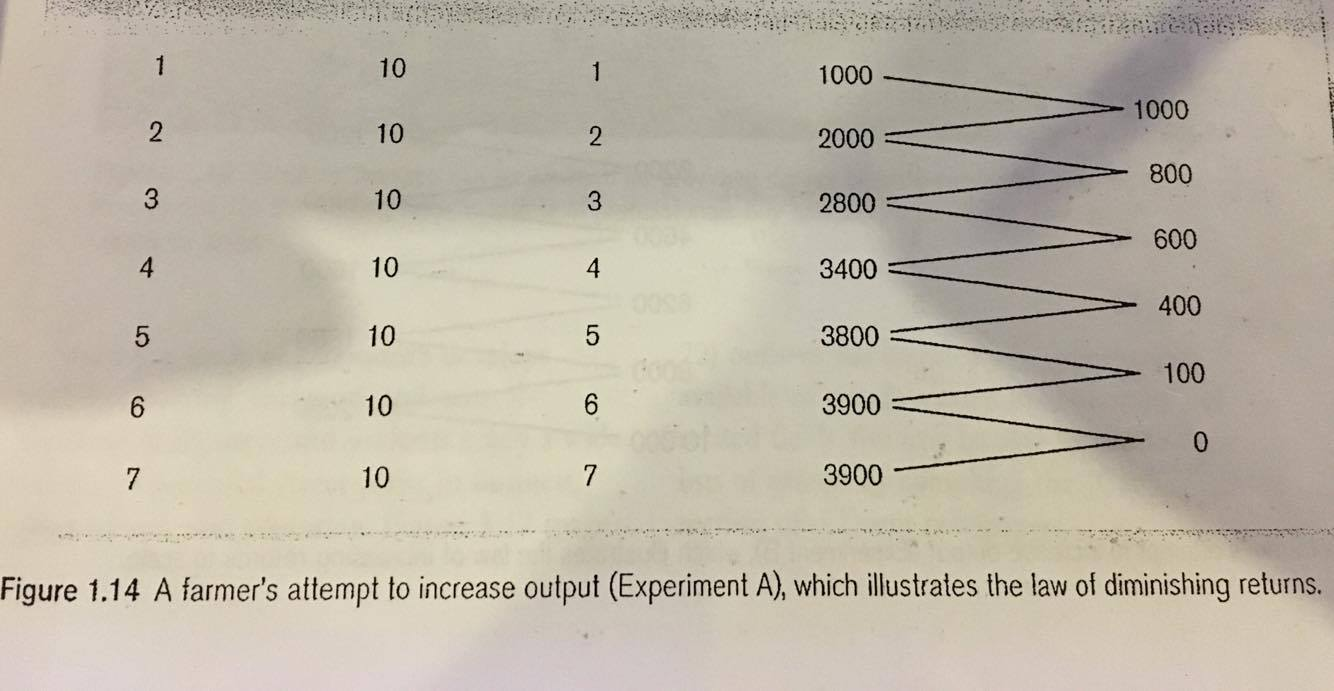 1 10 1 1000
1000
2 10 2 2000
800
3 10 3 2800
600
4 10 4 3400
400
5 10 5 3800
100
6 10 6 3900
0
7 10 7 3900
Figure 1.14 A farmer's attempt to increase output (Experiment A), which illustrates the law of diminishing returns.